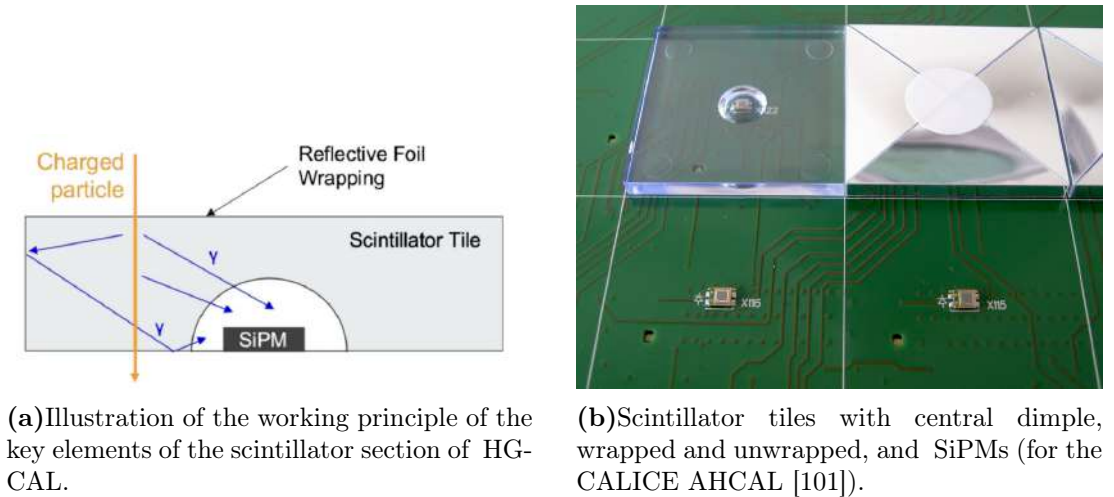 Charged
particle
Reflective Foil
Wrapping
Scintillator Tile
γ
γ
SiPM
X116
X115
(a)Illustration of the working principle of the
key elements of the scintillator section of HG-
CAL.
(b)Scintillator tiles with central dimple,
wrapped and unwrapped, and SiPMs (for the
CALICE AHCAL [101]).